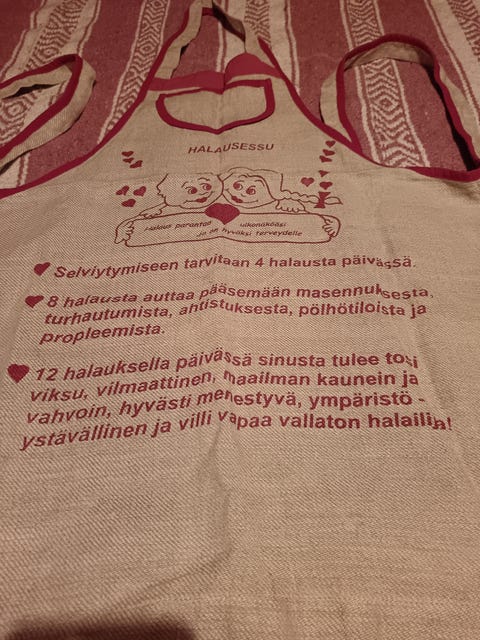 HALAUSESSU
Halaus parantaa ulkonäköäsi
ja on hyväksi terveydelle
Selviytymiseen tarvitaan 4 halausta päivässä.
8 halausta auttaa pääsemään masennuksesta,
turhautumista, ahtistuksesta, pölhötiloista ja
propleemista.
12 halauksella päivässä sinusta tulee tosi
viksu, vilmaattinen, maailman kaunein ja
vahvoin, hyvästi menestyvä, ympäristö -
ystävällinen ja villi vapaa vallaton halailija!